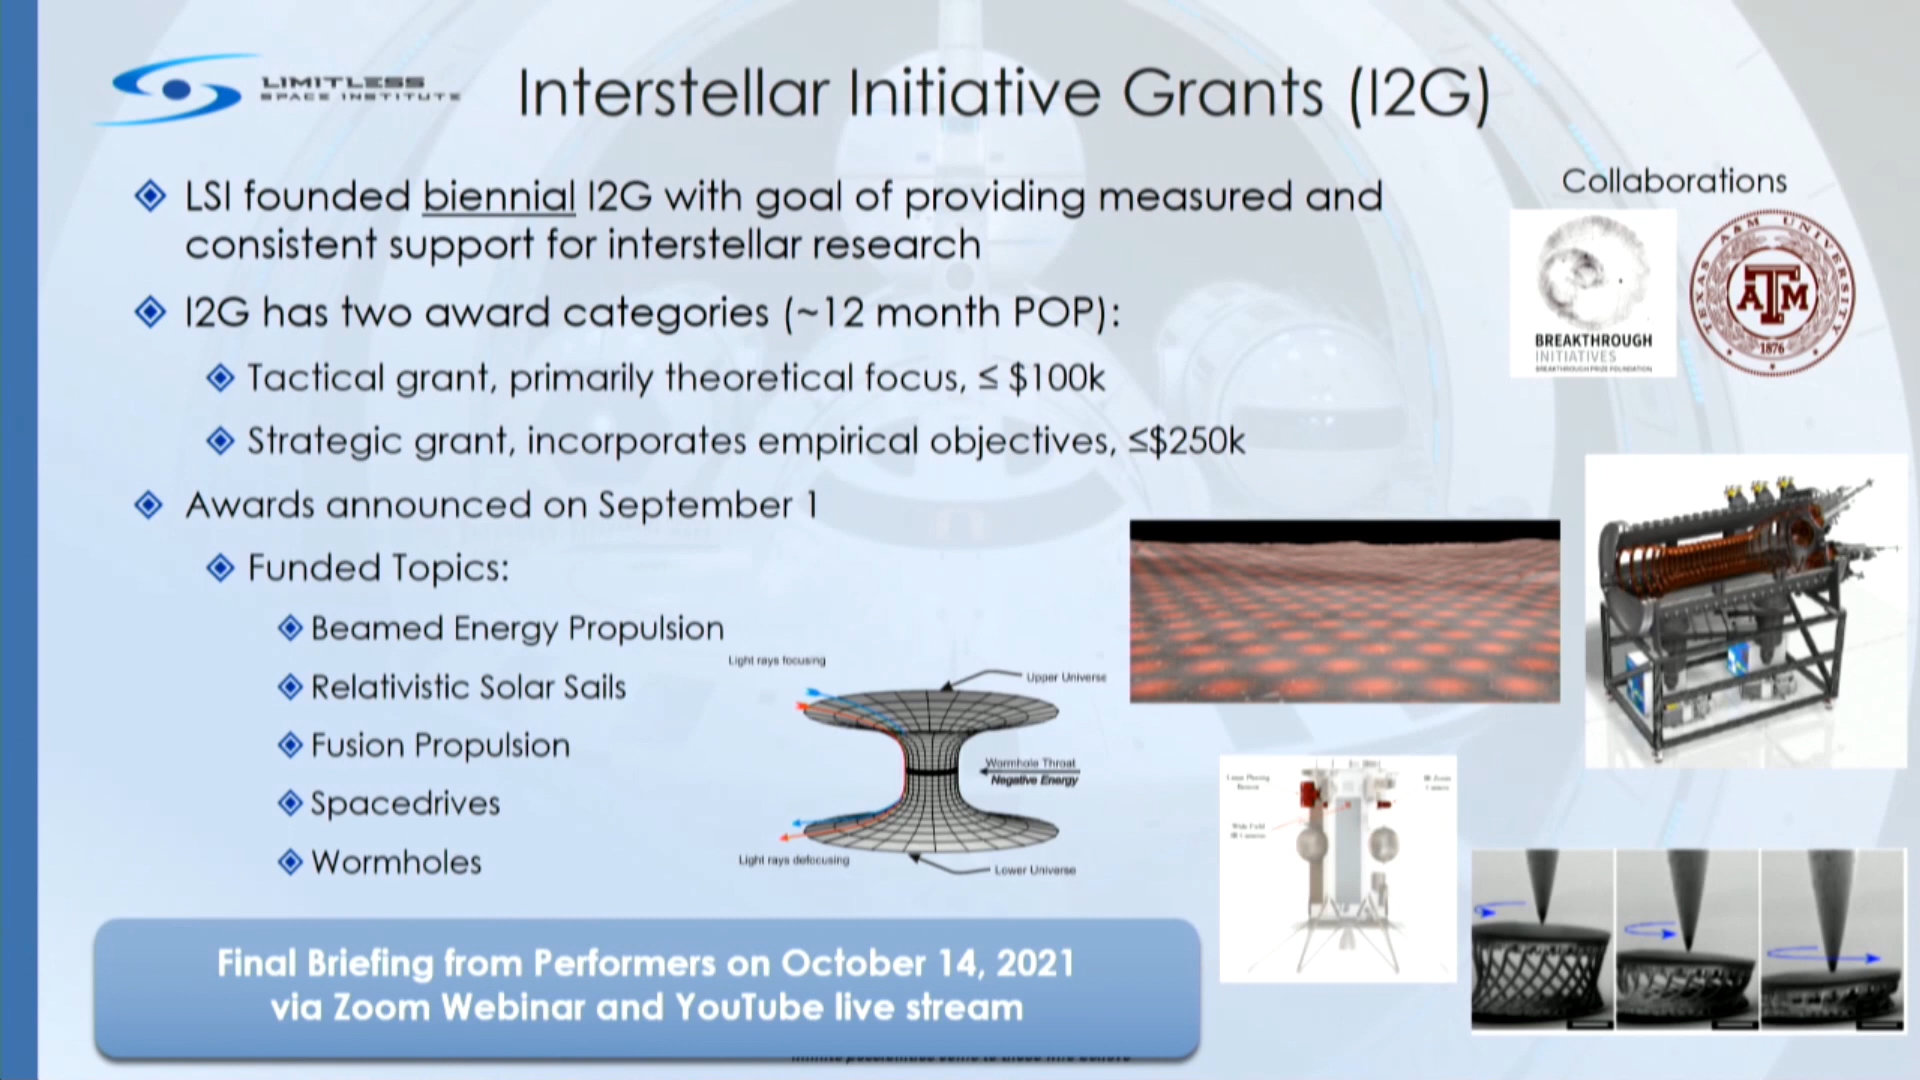 LIMITLESS
SPACE INSTITUTE
Interstellar Initiative Grants (I2G)
LSI founded biennial I2G with goal of providing measured and
consistent support for interstellar research
I2G has two award categories (~12 month POP):
Tactical grant, primarily theoretical focus, ≤ $100k
Strategic grant, incorporates empirical objectives, ≤$250k
Awards announced on September 1
Funded Topics:
Beamed Energy Propulsion
Relativistic Solar Sails
Fusion Propulsion
Spacedrives
Wormholes
Light rays focusing
Upper Universe
Wormhole Throat
Negative Energy
Light rays defocusing
Lower Universe
Collaborations
BREAKTHROUGH
INITIATIVES
BREAKTHROUGH PRIZE FOUNDATION
TEXAS A&M UNIVERSITY
ATM
1876
Final Briefing from Performers on October 14, 2021
via Zoom Webinar and YouTube live stream